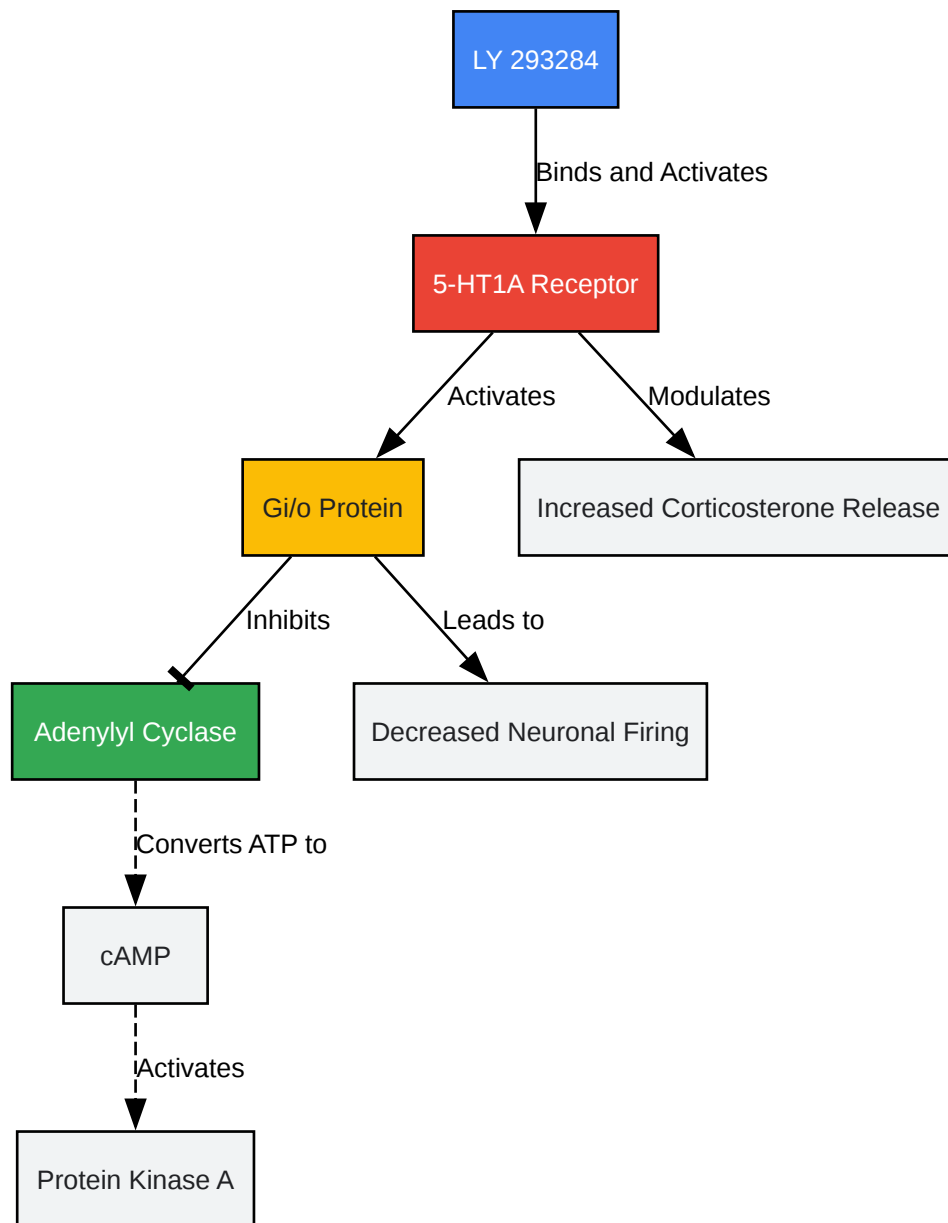 LY 293284
Binds and Activates
5-HT1A Receptor
Activates
Modulates
Gi/o Protein
Increased Corticosterone Release
Inhibits
Leads to
Adenylyl Cyclase
Decreased Neuronal Firing
Converts ATP to
cAMP
Activates
Protein Kinase A